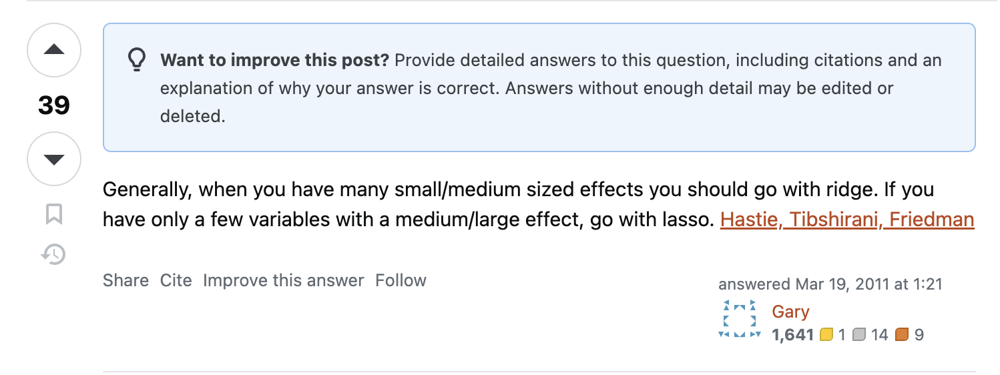 39
Want to improve this post? Provide detailed answers to this question, including citations and an
explanation of why your answer is correct. Answers without enough detail may be edited or
deleted.
Generally, when you have many small/medium sized effects you should go with ridge. If you
have only a few variables with a medium/large effect, go with lasso. Hastie, Tibshirani, Friedman
Share Cite Improve this answer Follow
answered Mar 19, 2011 at 1:21
Gary
1,641 1 14 9